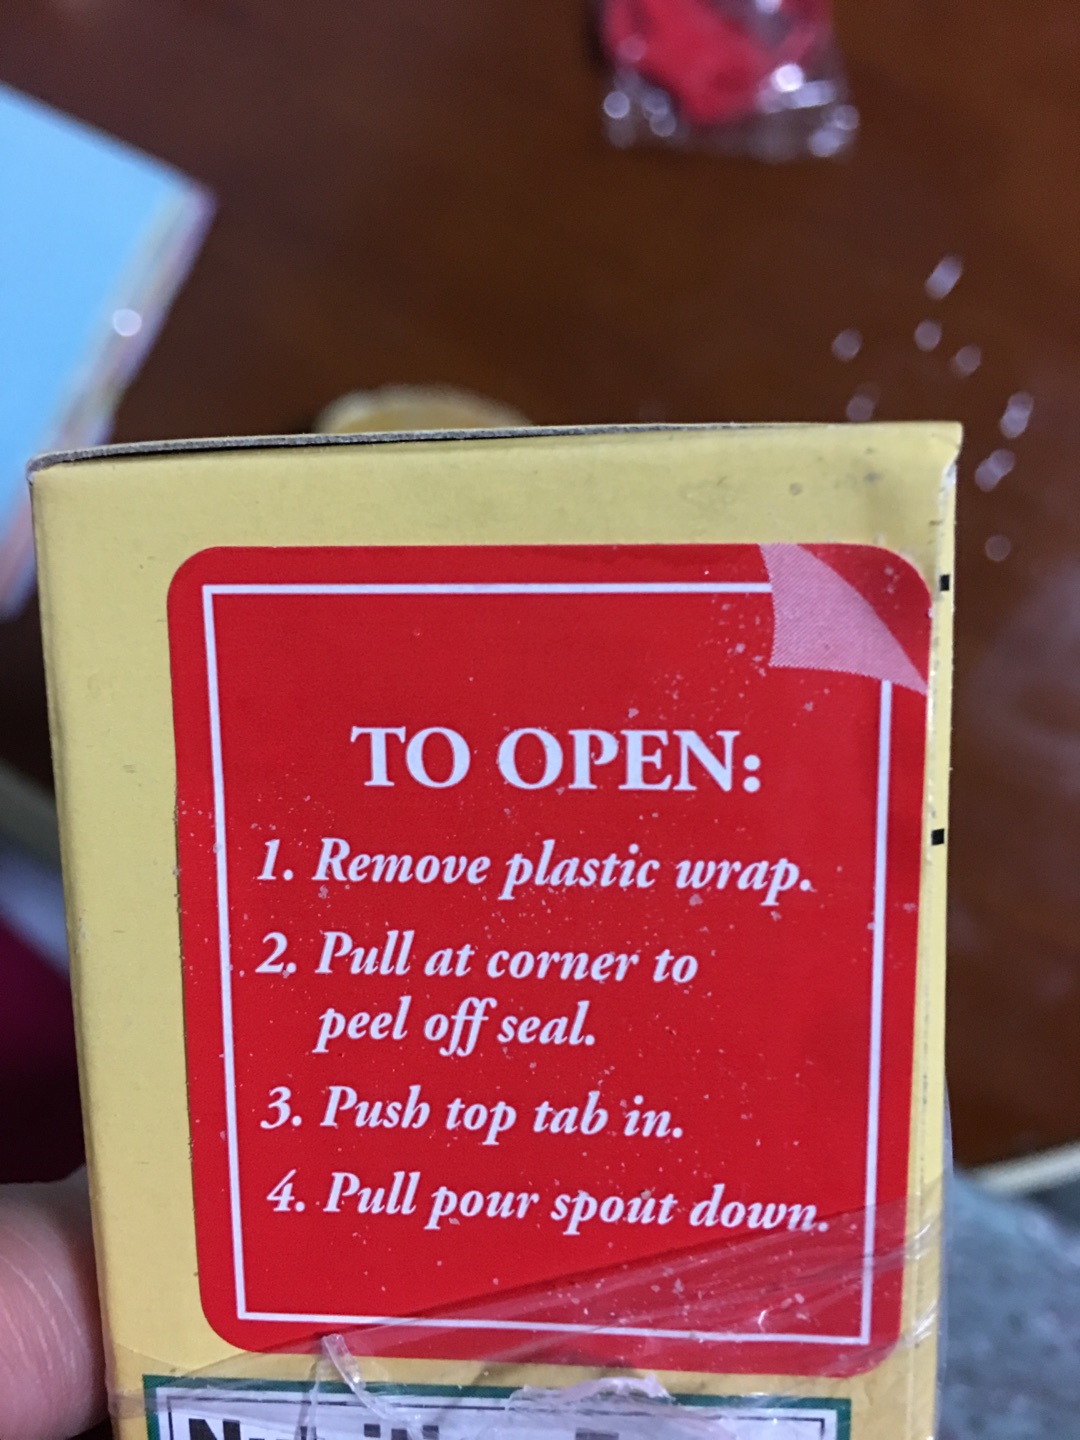 TO OPEN:
1. Remove plastic wrap.
2. Pull at corner to
peel off seal.
3. Push top tab in.
4. Pull pour spout down.